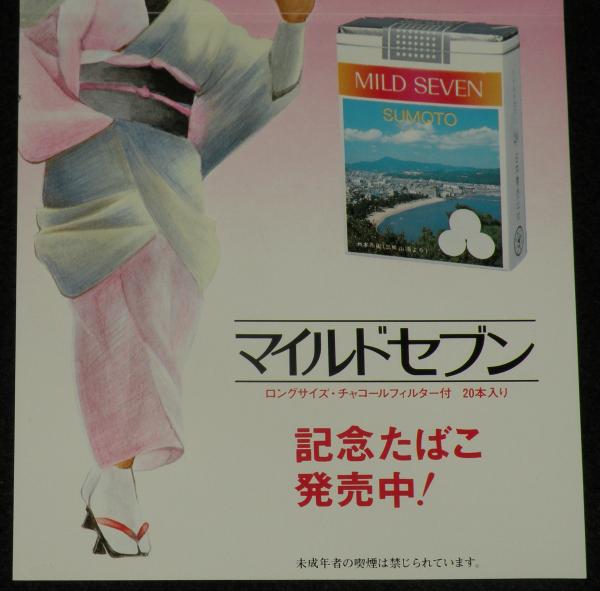 MILD SEVEN
SUMOTO
マイルドセブン
ロングサイズ・チャコールフィルター付 20本入り
記念たばこ
発売中!
未成年者の喫煙は禁じられています。